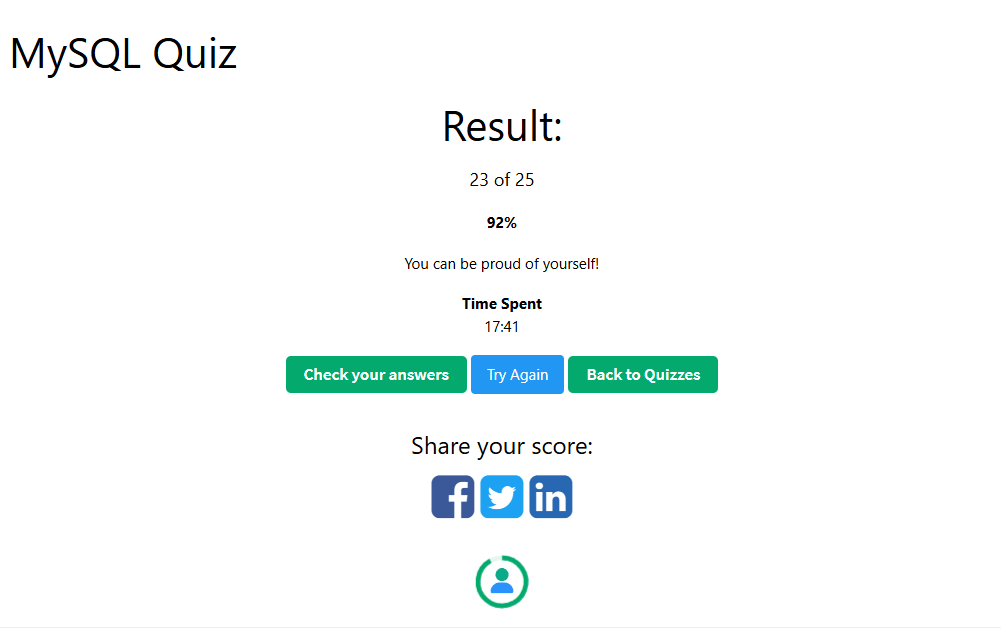 MySQL Quiz
Result:
23 of 25
92%
You can be proud of yourself!
Time Spent
17:41
Check your answers Try Again Back to Quizzes
Share your score:
f in